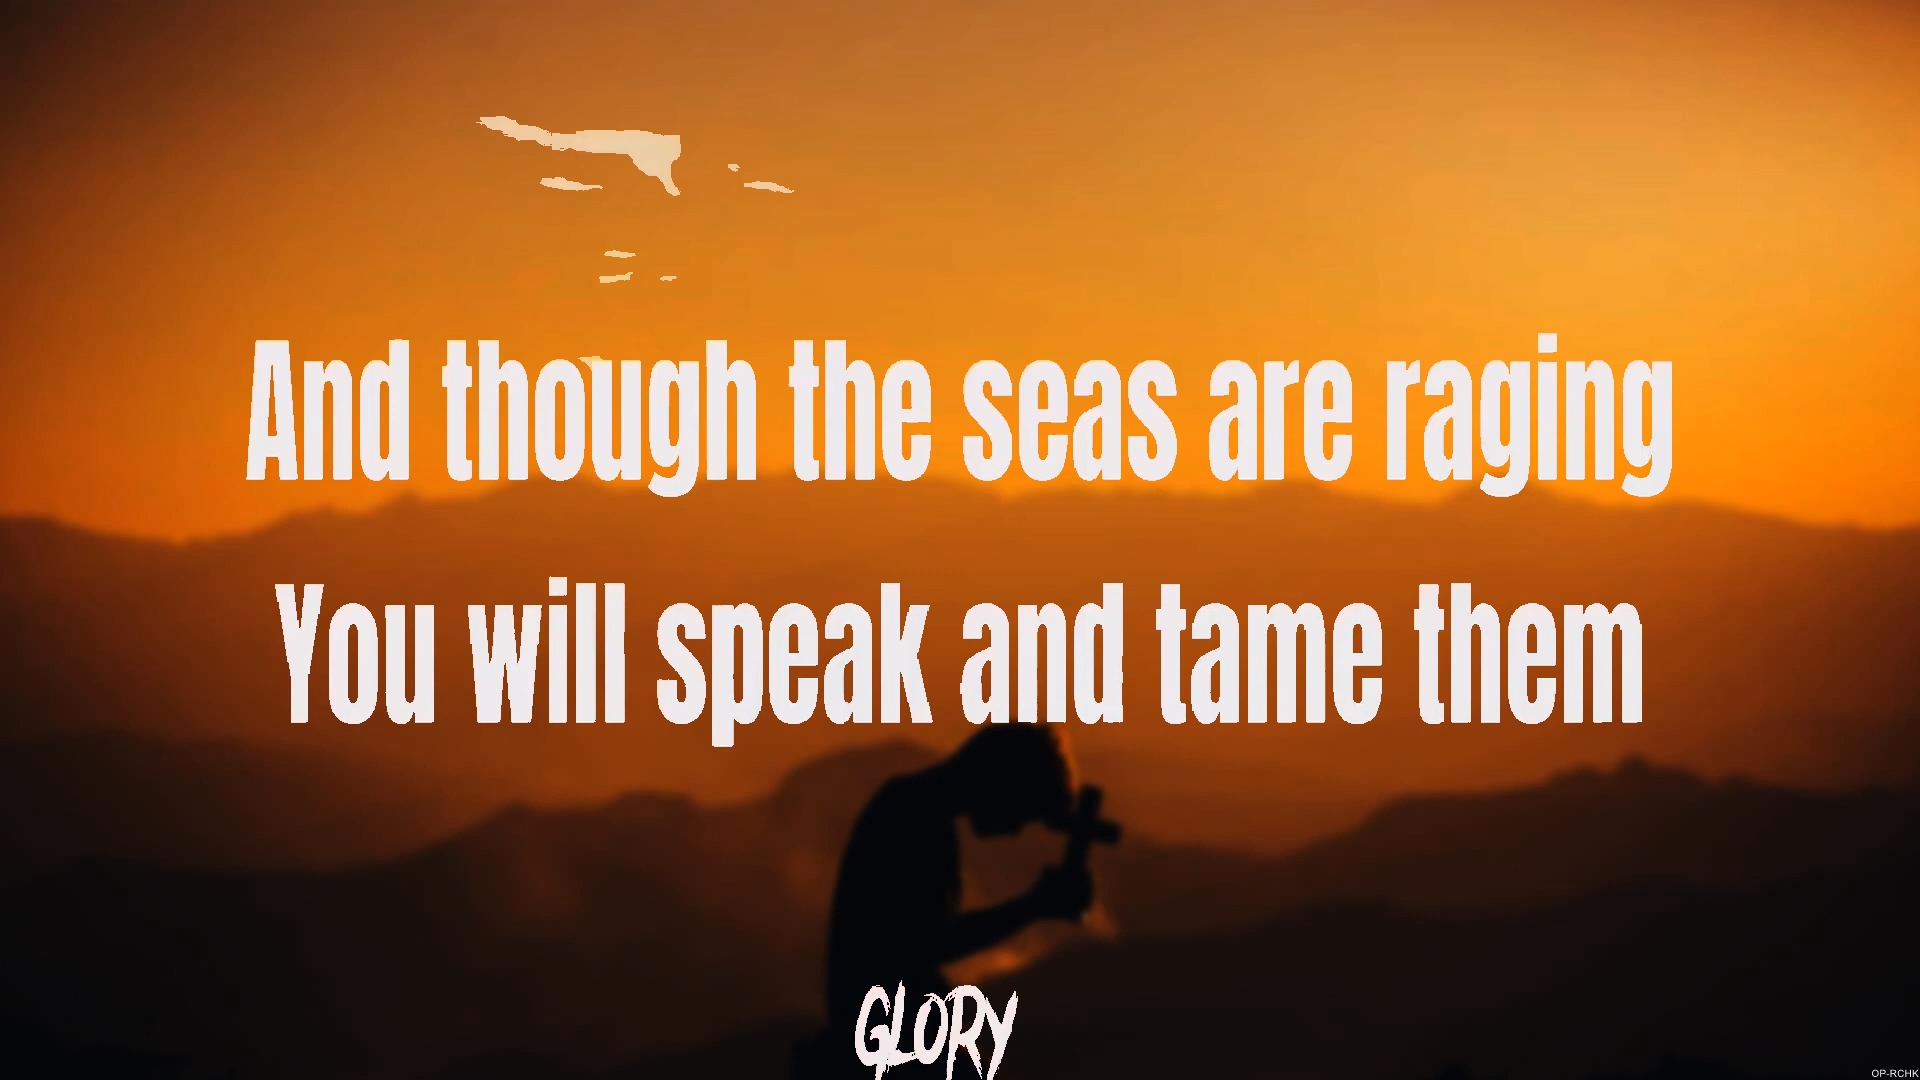 And though the seas are raging
You will speak and tame them
GLORY
OP-RCHK